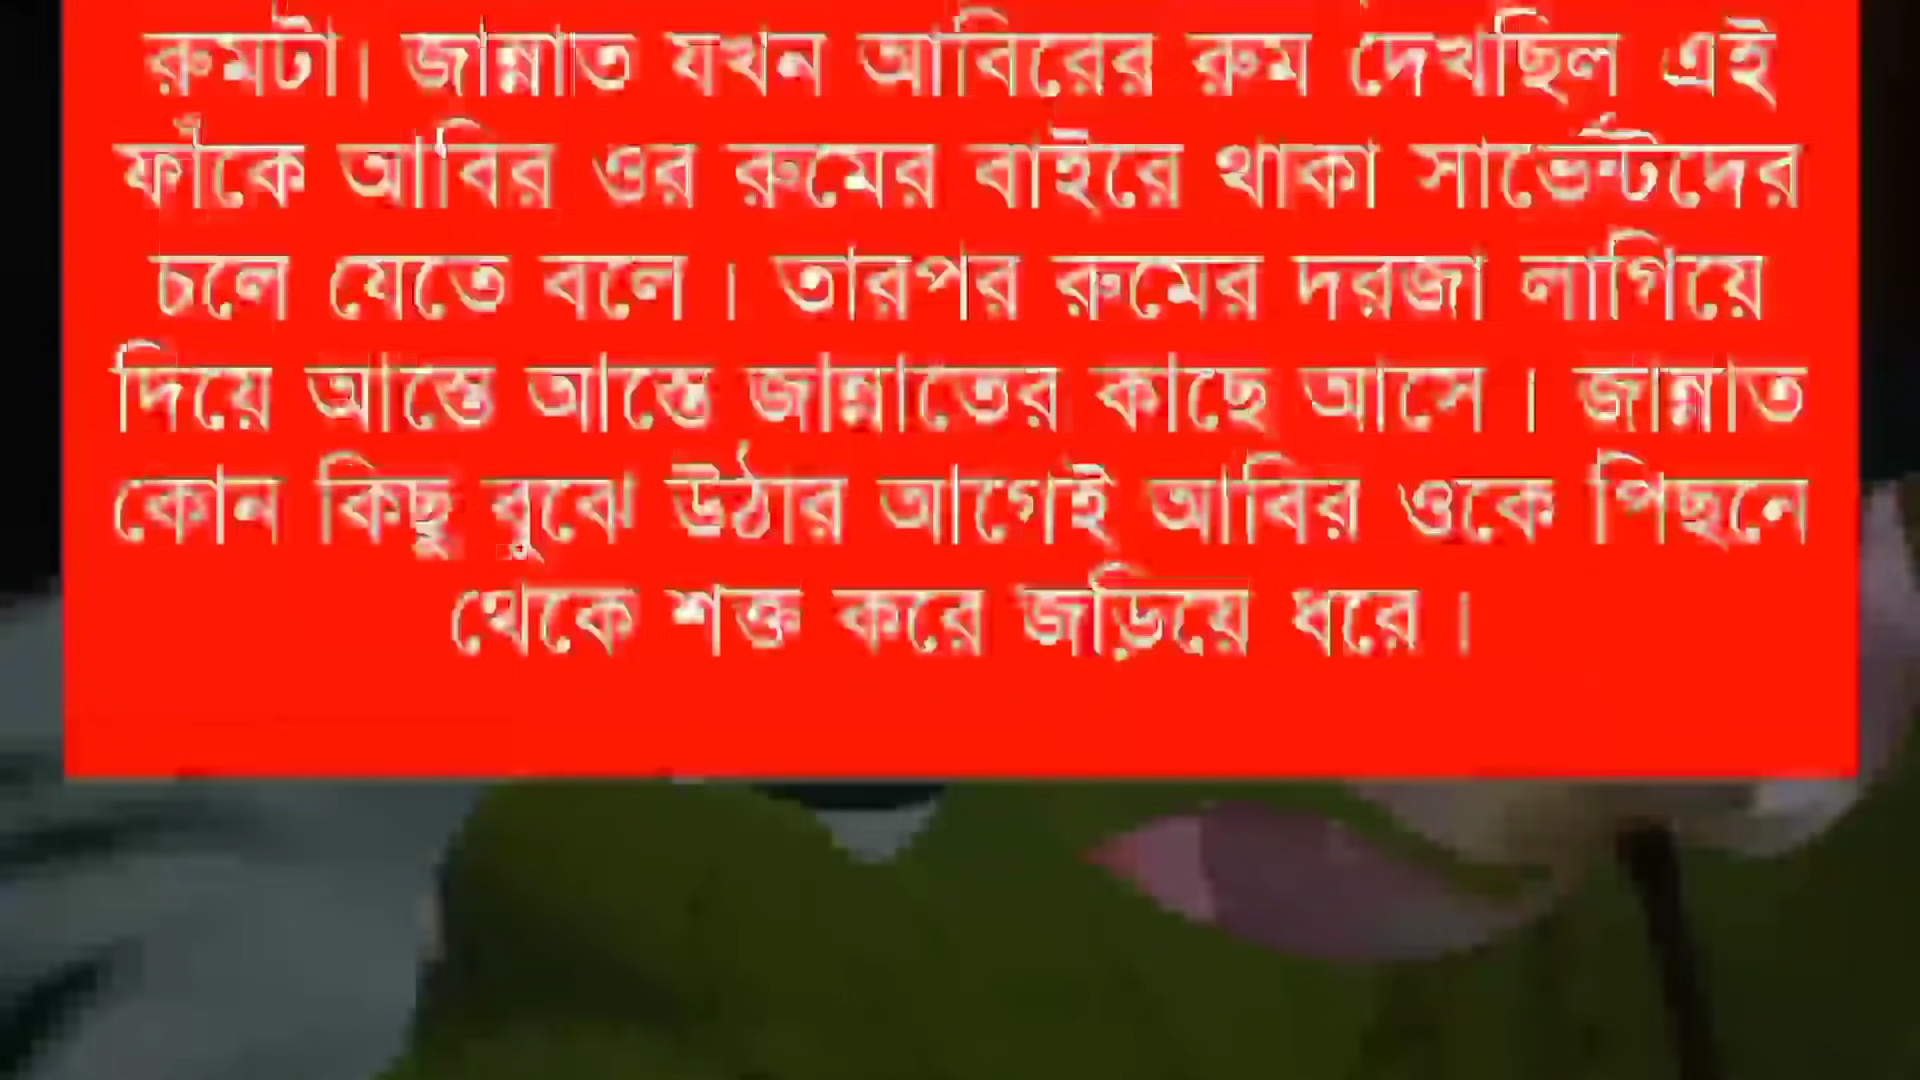 রুমটা। জান্নাত যখন আবিরের রুম দেখছিল এই
ফাঁকে আবির ওর রুমের বাইরে থাকা সার্ভেন্টদের
চলে যেতে বলে । তারপর রুমের দরজা লাগিয়ে
দিয়ে আস্তে আস্তে জান্নাতের কাছে আসে । জান্নাত
কোন কিছু বুঝে উঠার আগেই আবির ওকে পিছনে
থেকে শক্ত করে জড়িয়ে ধরে ।